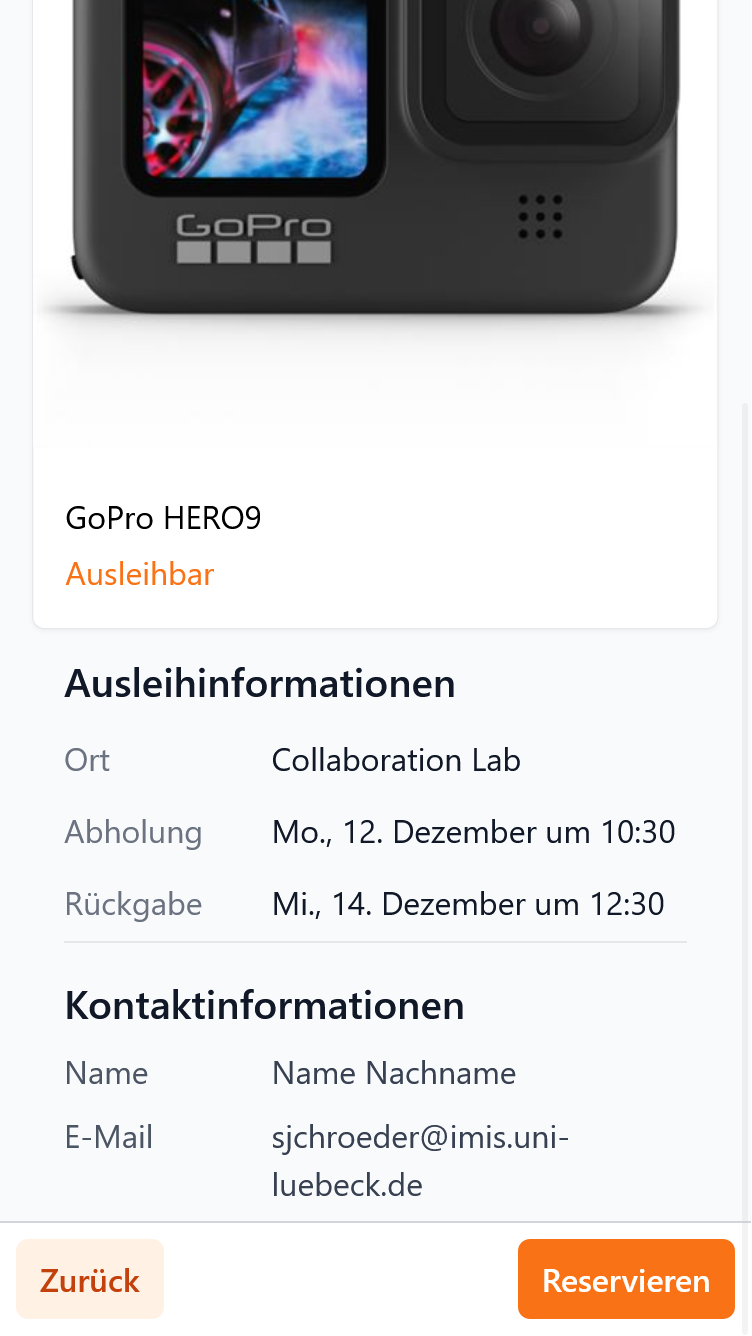 GoPro
GoPro HERO9
Ausleihbar
Ausleihinformationen
Ort Collaboration Lab
Abholung Mo., 12. Dezember um 10:30
Rückgabe Mi., 14. Dezember um 12:30
Kontaktinformationen
Name Name Nachname
E-Mail sjchroeder@imis.uni-
luebeck.de
Zurück Reservieren